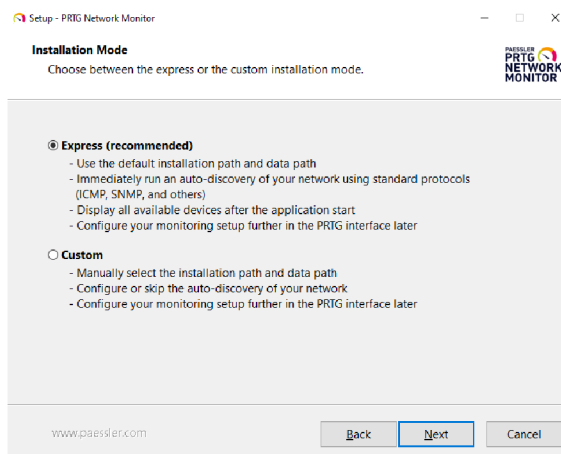 Setup - PRTG Network Monitor
Installation Mode
Choose between the express or the custom installation mode.
PAESSLER
PRTG
NETWORK
MONITOR
Express (recommended)
- Use the default installation path and data path
- Immediately run an auto-discovery of your network using standard protocols
(ICMP, SNMP, and others)
- Display all available devices after the application start
- Configure your monitoring setup further in the PRTG interface later
Custom
- Manually select the installation path and data path
- Configure or skip the auto-discovery of your network
- Configure your monitoring setup further in the PRTG interface later
www.paessler.com
Back
Next
Cancel